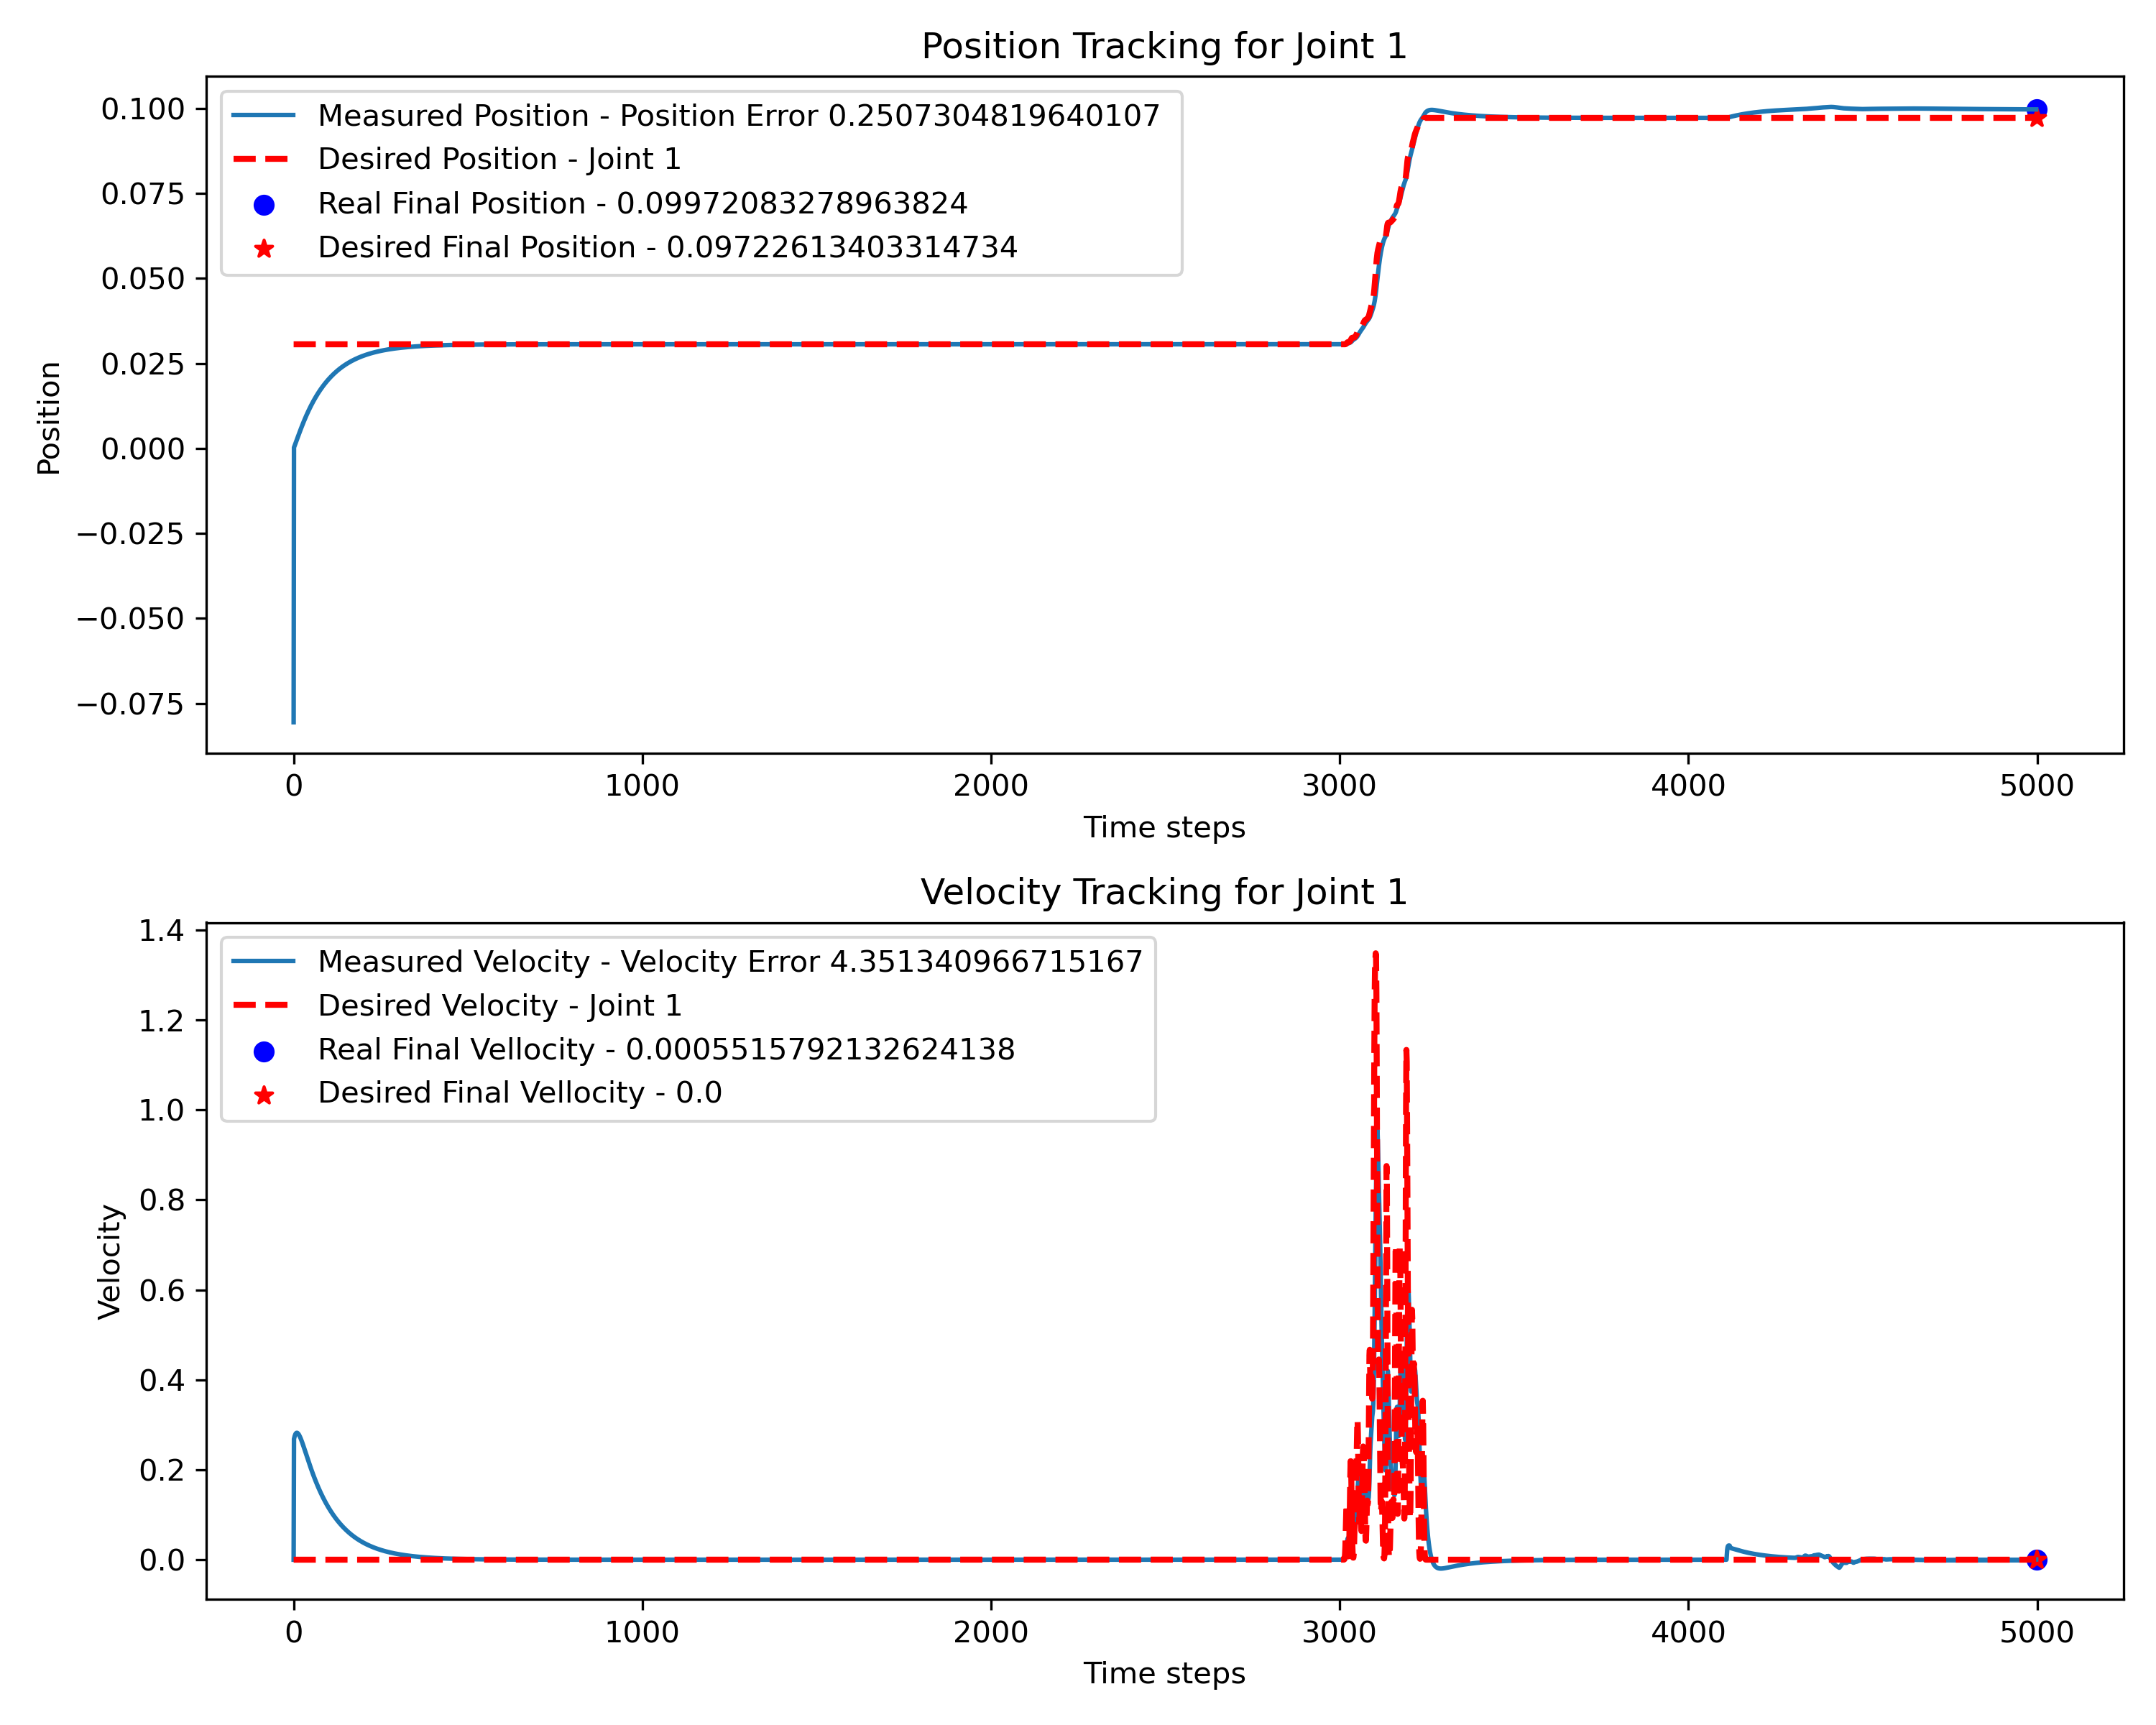 Position Tracking for Joint 1
Measured Position - Position Error 0.2507304819640107
Desired Position - Joint 1
Real Final Position - 0.09972083278963824
Desired Final Position - 0.09722613403314734
0.100
0.075
0.050
0.025
0.000
−0.025
−0.050
−0.075
Position
0 1000 2000 3000 4000 5000
Time steps
Velocity Tracking for Joint 1
Measured Velocity - Velocity Error 4.351340966715167
Desired Velocity - Joint 1
Real Final Vellocity - 0.0005515792132624138
Desired Final Vellocity - 0.0
1.4
1.2
1.0
0.8
0.6
0.4
0.2
0.0
Velocity
0 1000 2000 3000 4000 5000
Time steps